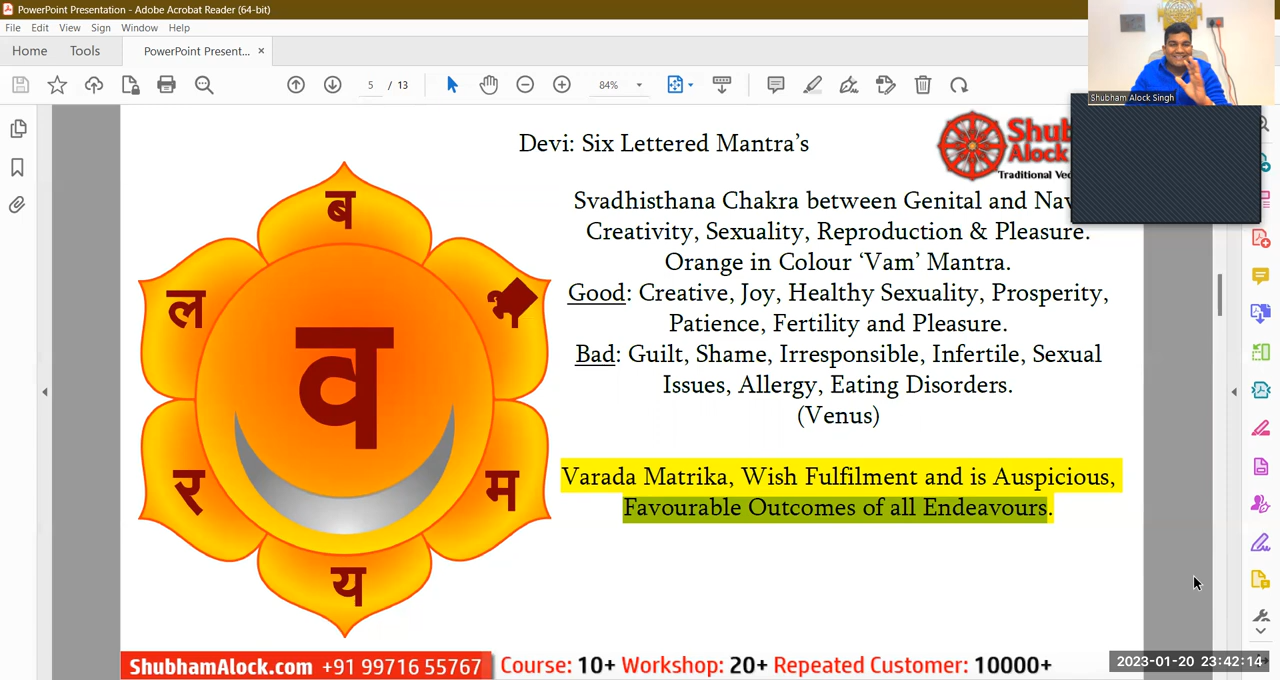 PowerPoint Presentation - Adobe Acrobat Reader (64-bit)
File Edit View Sign Window Help
Home Tools PowerPoint Present... ×
5 / 13 84%
Shubham Alock Singh
Devi: Six Lettered Mantra's
Shub
Alock
Traditional Ved
Svadhisthana Chakra between Genital and Nav
Creativity, Sexuality, Reproduction & Pleasure.
Orange in Colour ‘Vam’ Mantra.
Good: Creative, Joy, Healthy Sexuality, Prosperity,
Patience, Fertility and Pleasure.
Bad: Guilt, Shame, Irresponsible, Infertile, Sexual
Issues, Allergy, Eating Disorders.
(Venus)
Varada Matrika, Wish Fulfilment and is Auspicious,
Favourable Outcomes of all Endeavours.
ब
ल
व
र
म
य
ShubhamAlock.com +91 99716 55767 Course: 10+ Workshop: 20+ Repeated Customer: 10000+
2023-01-20 23:42:14